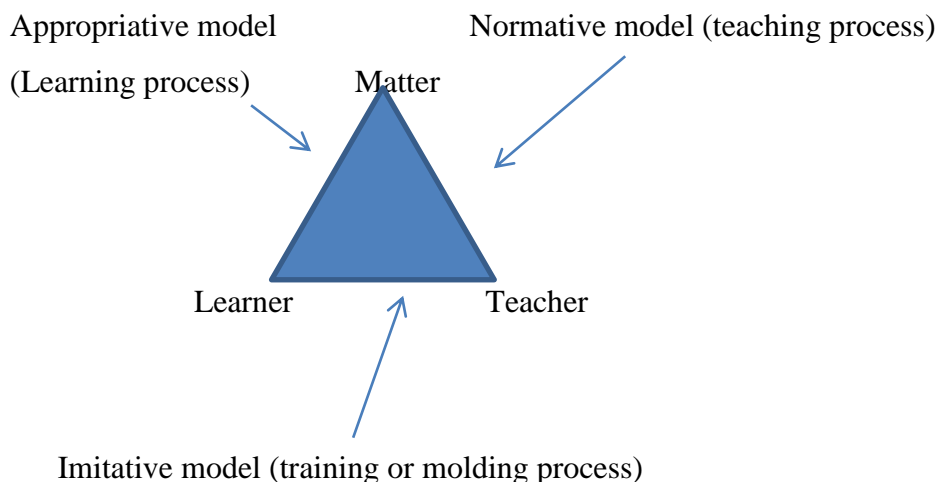 Appropriative model Normative model (teaching process)
(Learning process) Matter
Learner Teacher
Imitative model (training or molding process)